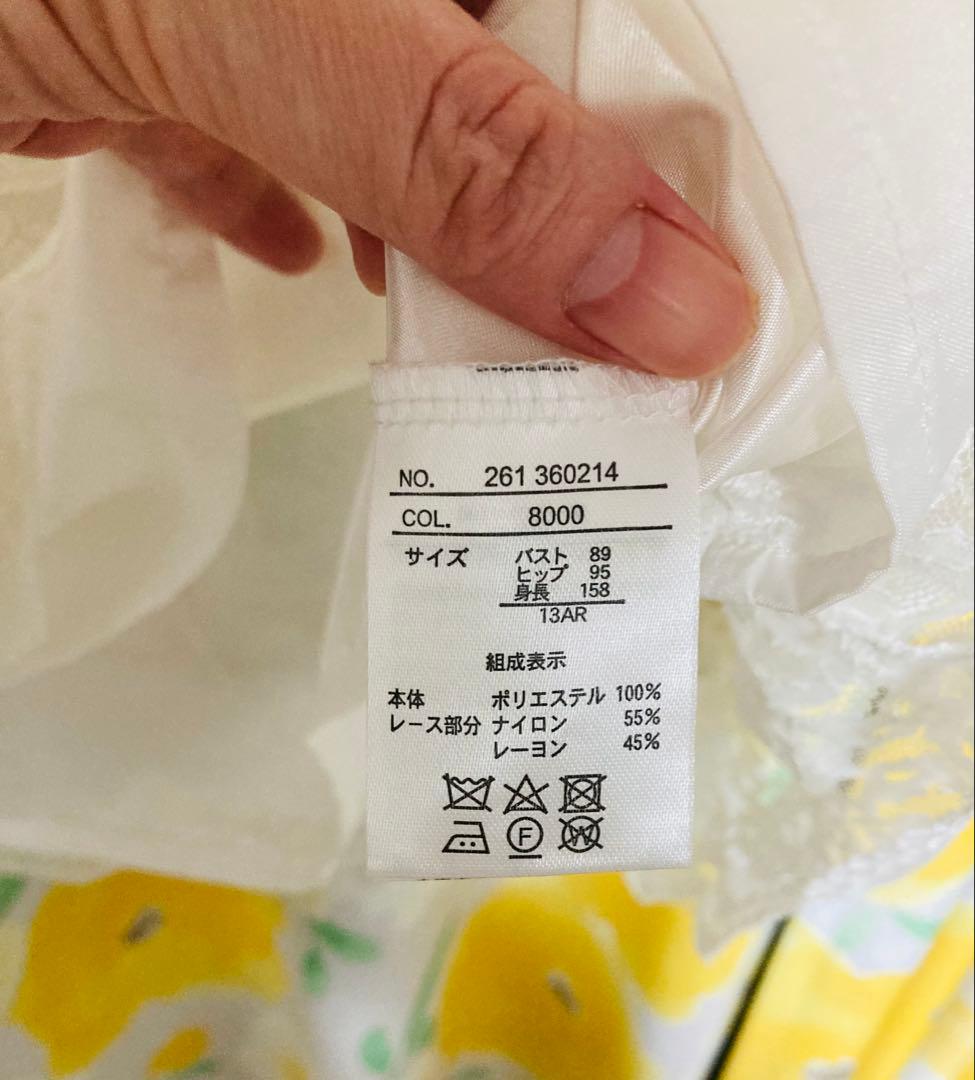 NO. 261 360214
COL. 8000
サイズ バスト 89
ヒップ 95
身長 158
13AR
組成表示
本体 ポリエステル 100%
レース部分 ナイロン 55%
レーヨン 45%
F W